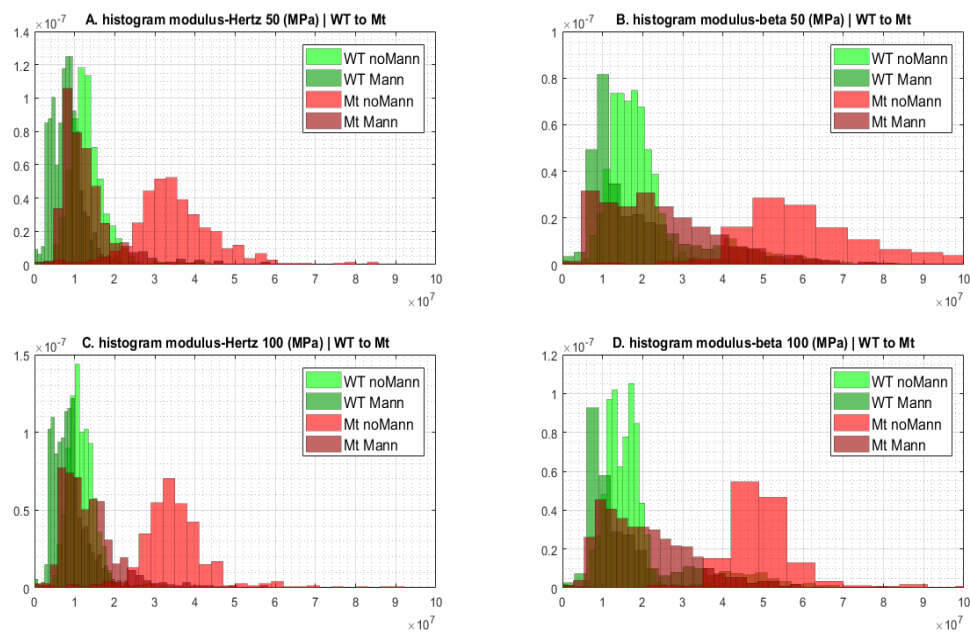 A. histogram modulus-Hertz 50 (MPa) | WT to Mt
×10⁻⁷
1.4
1.2
1
0.8
0.6
0.4
0.2
0
WT noMann
WT Mann
Mt noMann
Mt Mann
0 1 2 3 4 5 6 7 8 9 10
×10⁷
B. histogram modulus-beta 50 (MPa) | WT to Mt
×10⁻⁷
1
0.8
0.6
0.4
0.2
0
WT noMann
WT Mann
Mt noMann
Mt Mann
0 1 2 3 4 5 6 7 8 9 10
×10⁷
C. histogram modulus-Hertz 100 (MPa) | WT to Mt
×10⁻⁷
1.5
1
0.5
0
WT noMann
WT Mann
Mt noMann
Mt Mann
0 1 2 3 4 5 6 7 8 9 10
×10⁷
D. histogram modulus-beta 100 (MPa) | WT to Mt
×10⁻⁷
1.2
1
0.8
0.6
0.4
0.2
0
WT noMann
WT Mann
Mt noMann
Mt Mann
0 1 2 3 4 5 6 7 8 9 10
×10⁷